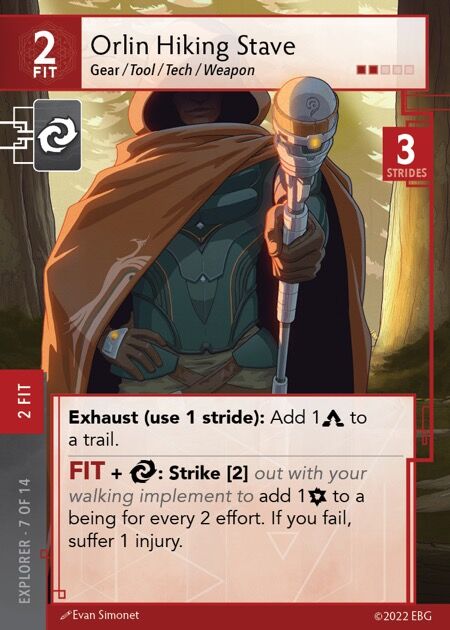 2
FIT
Orlin Hiking Stave
Gear / Tool / Tech / Weapon
3
STRIDES
2 FIT
EXPLORER - 7 OF 14
Exhaust (use 1 stride): Add 1 to
a trail.
FIT + : Strike [2] out with your
walking implement to add 1 to a
being for every 2 effort. If you fail,
suffer 1 injury.
Evan Simonet
©2022 EBG